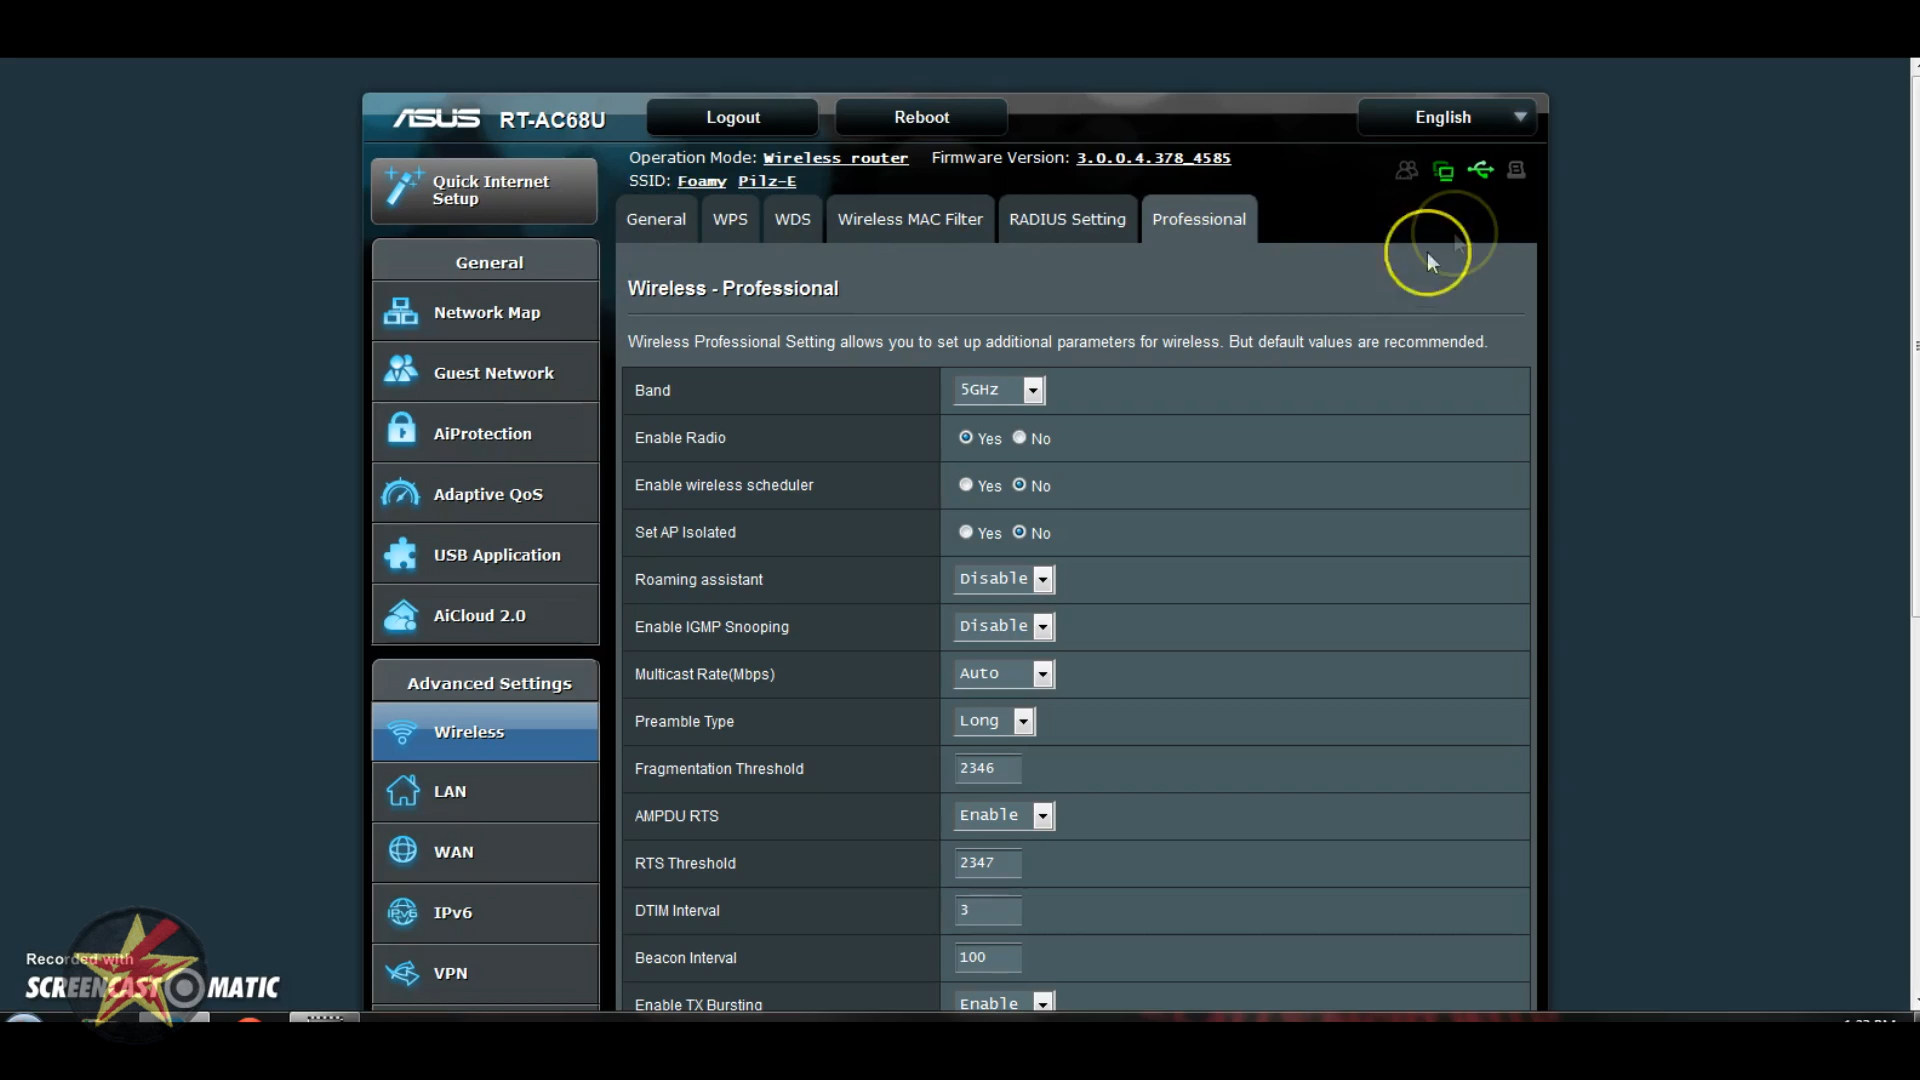 ASUS RT-AC68U Logout Reboot English
Operation Mode: Wireless router Firmware Version: 3.0.0.4.378_4585
SSID: Foamy Pilz-E
Quick Internet
Setup
General WPS WDS Wireless MAC Filter RADIUS Setting Professional
General
Network Map
Guest Network
AiProtection
Adaptive QoS
USB Application
AiCloud 2.0
Advanced Settings
Wireless
LAN
WAN
IPv6
VPN
Wireless - Professional
Wireless Professional Setting allows you to set up additional parameters for wireless. But default values are recommended.
Band 5GHz
Enable Radio Yes No
Enable wireless scheduler Yes No
Set AP Isolated Yes No
Roaming assistant Disable
Enable IGMP Snooping Disable
Multicast Rate(Mbps) Auto
Preamble Type Long
Fragmentation Threshold 2346
AMPDU RTS Enable
RTS Threshold 2347
DTIM Interval 3
Beacon Interval 100
Enable TX Bursting Enable
Recorded with
SCREENCAST-O-MATIC